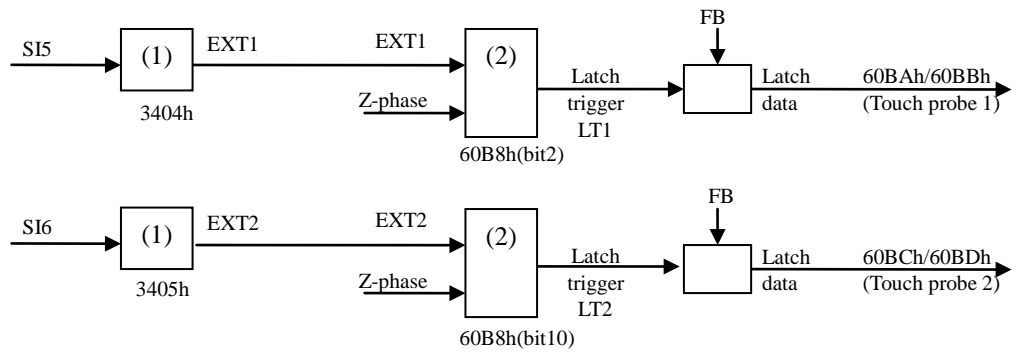 FB
SI5
(1)
EXT1
EXT1
(2)
Latch
trigger
LT1
Latch
data
60BAh/60BBh
(Touch probe 1)
Z-phase
3404h
60B8h(bit2)
FB
SI6
(1)
EXT2
EXT2
(2)
Latch
trigger
LT2
Latch
data
60BCh/60BDh
(Touch probe 2)
Z-phase
3405h
60B8h(bit10)